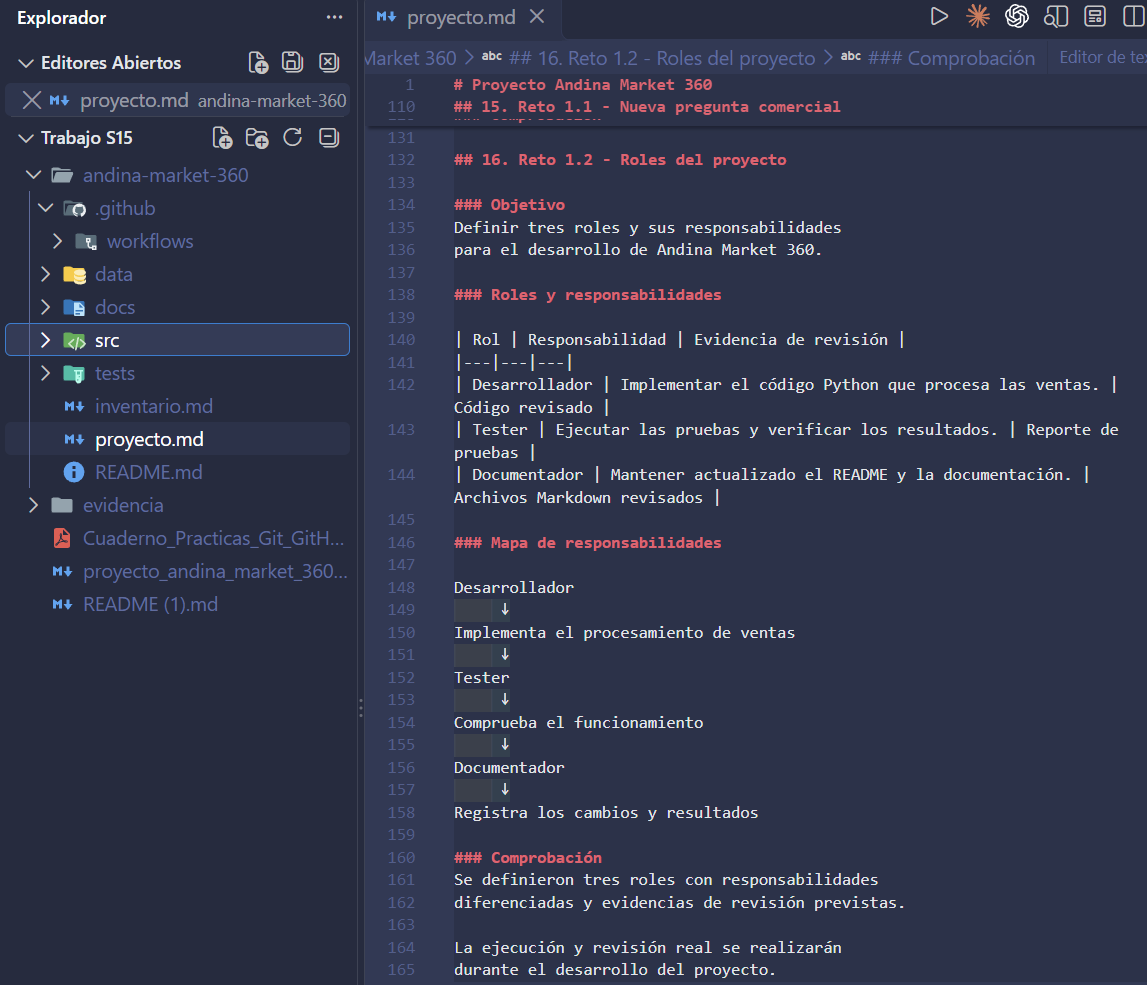 Explorador
Editores Abiertos
proyecto.md andina-market-360
Trabajo S15
andina-market-360
.github
workflows
data
docs
src
tests
inventario.md
proyecto.md
README.md
evidencia
Cuaderno_Practicas_Git_GitH...
proyecto_andina_market_360...
README (1).md
proyecto.md
Market 360 > abc ## 16. Reto 1.2 - Roles del proyecto > abc ### Comprobación
Editor de te
1 # Proyecto Andina Market 360
110 ## 15. Reto 1.1 - Nueva pregunta comercial
131
132 ## 16. Reto 1.2 - Roles del proyecto
133
134 ### Objetivo
135 Definir tres roles y sus responsabilidades
136 para el desarrollo de Andina Market 360.
137
138 ### Roles y responsabilidades
139
140 | Rol | Responsabilidad | Evidencia de revisión |
141 |---|---|---|
142 | Desarrollador | Implementar el código Python que procesa las ventas. |
Código revisado |
143 | Tester | Ejecutar las pruebas y verificar los resultados. | Reporte de
pruebas |
144 | Documentador | Mantener actualizado el README y la documentación. |
Archivos Markdown revisados |
145
146 ### Mapa de responsabilidades
147
148 Desarrollador
149 ↓
150 Implementa el procesamiento de ventas
151 ↓
152 Tester
153 ↓
154 Comprueba el funcionamiento
155 ↓
156 Documentador
157 ↓
158 Registra los cambios y resultados
159
160 ### Comprobación
161 Se definieron tres roles con responsabilidades
162 diferenciadas y evidencias de revisión previstas.
163
164 La ejecución y revisión real se realizarán
165 durante el desarrollo del proyecto.